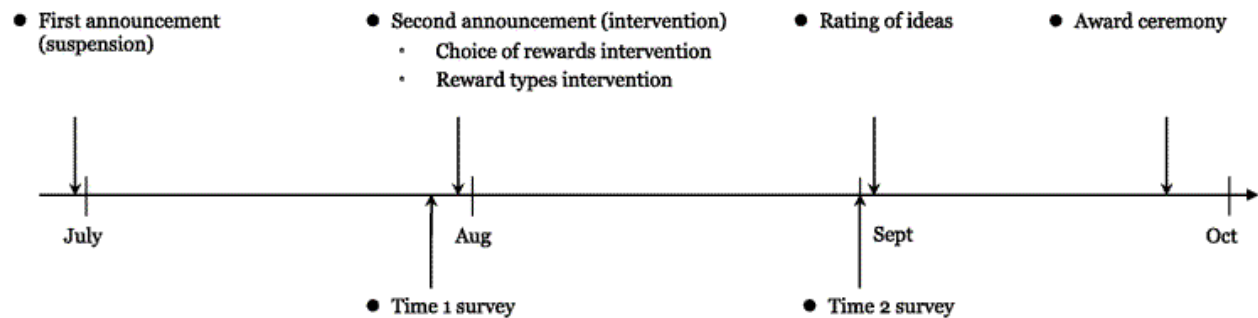 ● First announcement
(suspension)
● Second announcement (intervention)
• Choice of rewards intervention
• Reward types intervention
● Rating of ideas
● Award ceremony
July
Aug
Sept
Oct
● Time 1 survey
● Time 2 survey